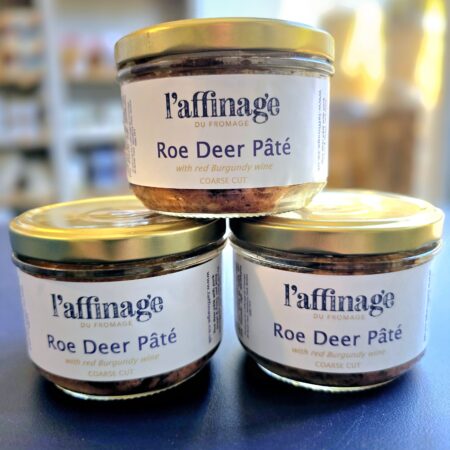 l'affinage
DU FROMAGE
Roe Deer Pâté
with red Burgundy wine
COARSE CUT
l'affinage
DU FROMAGE
Roe Deer Pâté
with red Burgundy wine
COARSE CUT
l'affinage
DU FROMAGE
Roe Deer Pâté
with red Burgundy wine
COARSE CUT